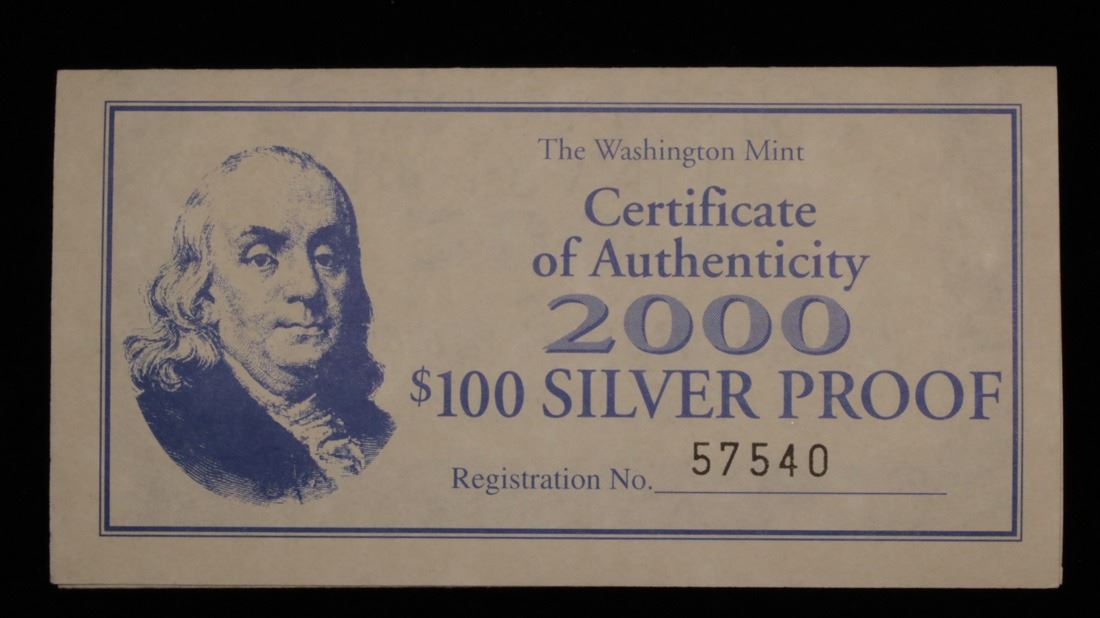 The Washington Mint
Certificate
of Authenticity
2000
$100 SILVER PROOF
Registration No. 57540